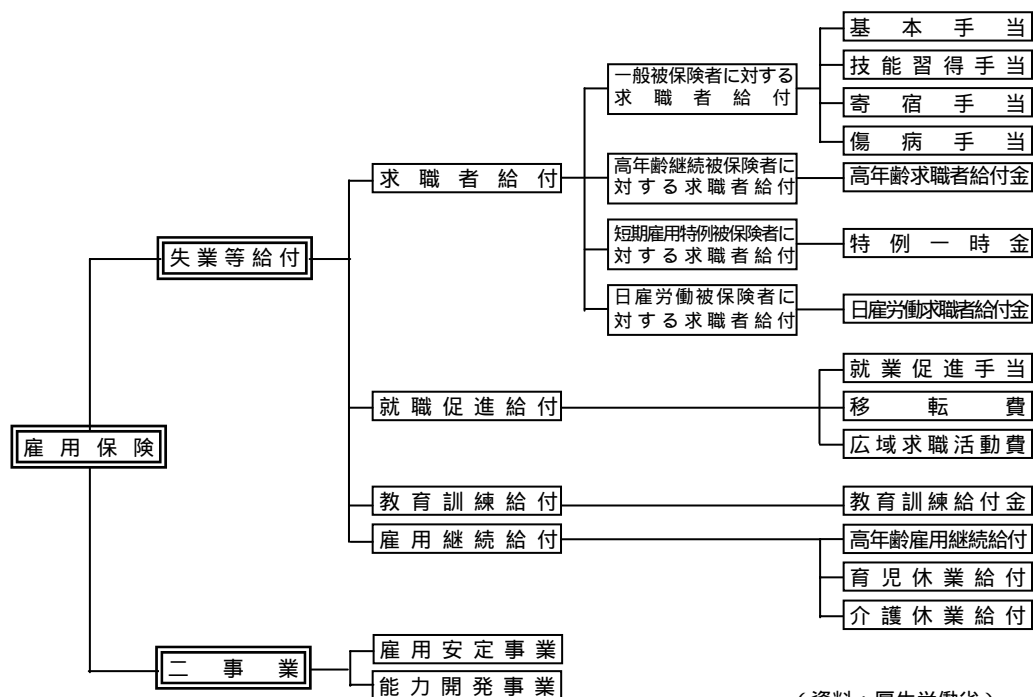 雇用保険
失業等給付
求職者給付
一般被保険者に対する
求職者給付
基本手当
技能習得手当
寄宿手当
傷病手当
高年齢継続被保険者に
対する求職者給付
高年齢求職者給付金
短期雇用特例被保険者に
対する求職者給付
特例一時金
日雇労働被保険者に
対する求職者給付
日雇労働求職者給付金
就職促進給付
就業促進手当
移転費
広域求職活動費
教育訓練給付
教育訓練給付金
雇用継続給付
高年齢雇用継続給付
育児休業給付
介護休業給付
二事業
雇用安定事業
能力開発事業
(資料:厚生労働省)